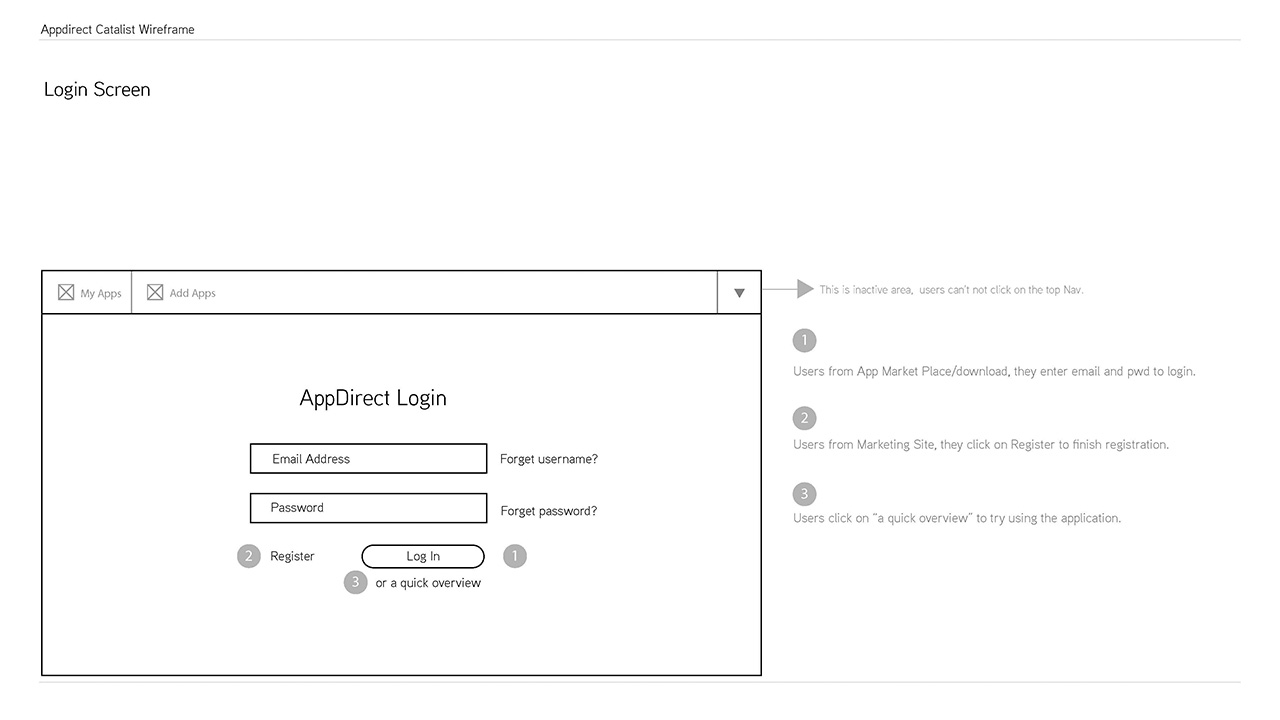 Appdirect Catalist Wireframe
Login Screen
My Apps
Add Apps
This is inactive area, users can't not click on the top Nav.
1
Users from App Market Place/download, they enter email and pwd to login.
2
Users from Marketing Site, they click on Register to finish registration.
3
Users click on “a quick overview” to try using the application.
AppDirect Login
Email Address
Forget username?
Password
Forget password?
2 Register
Log In
1
3 or a quick overview